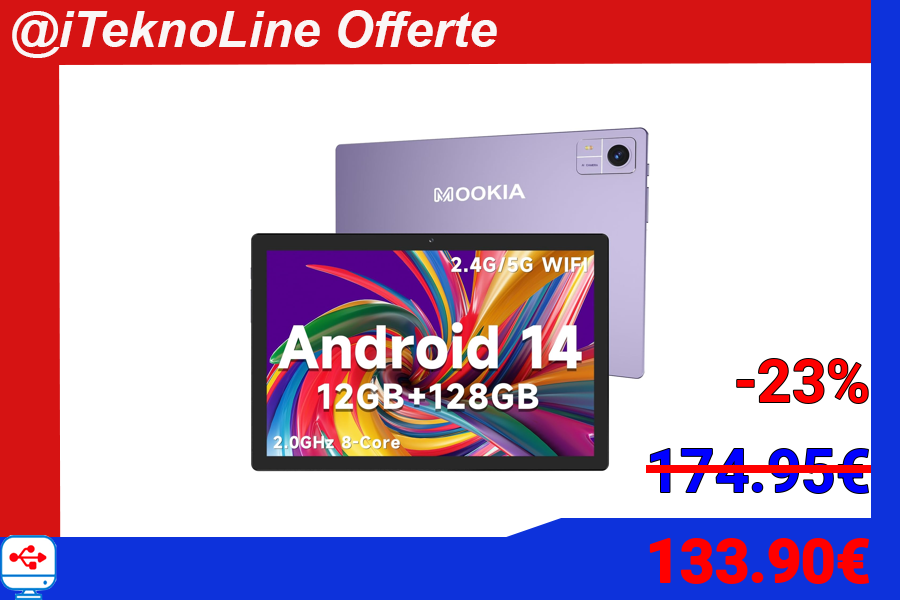 @iTeknoLine Offerte
MOOKIA
2.4G/5G WIFI
Android 14
12GB+128GB
2.0GHz 8-Core
-23%
174.95€
133.90€